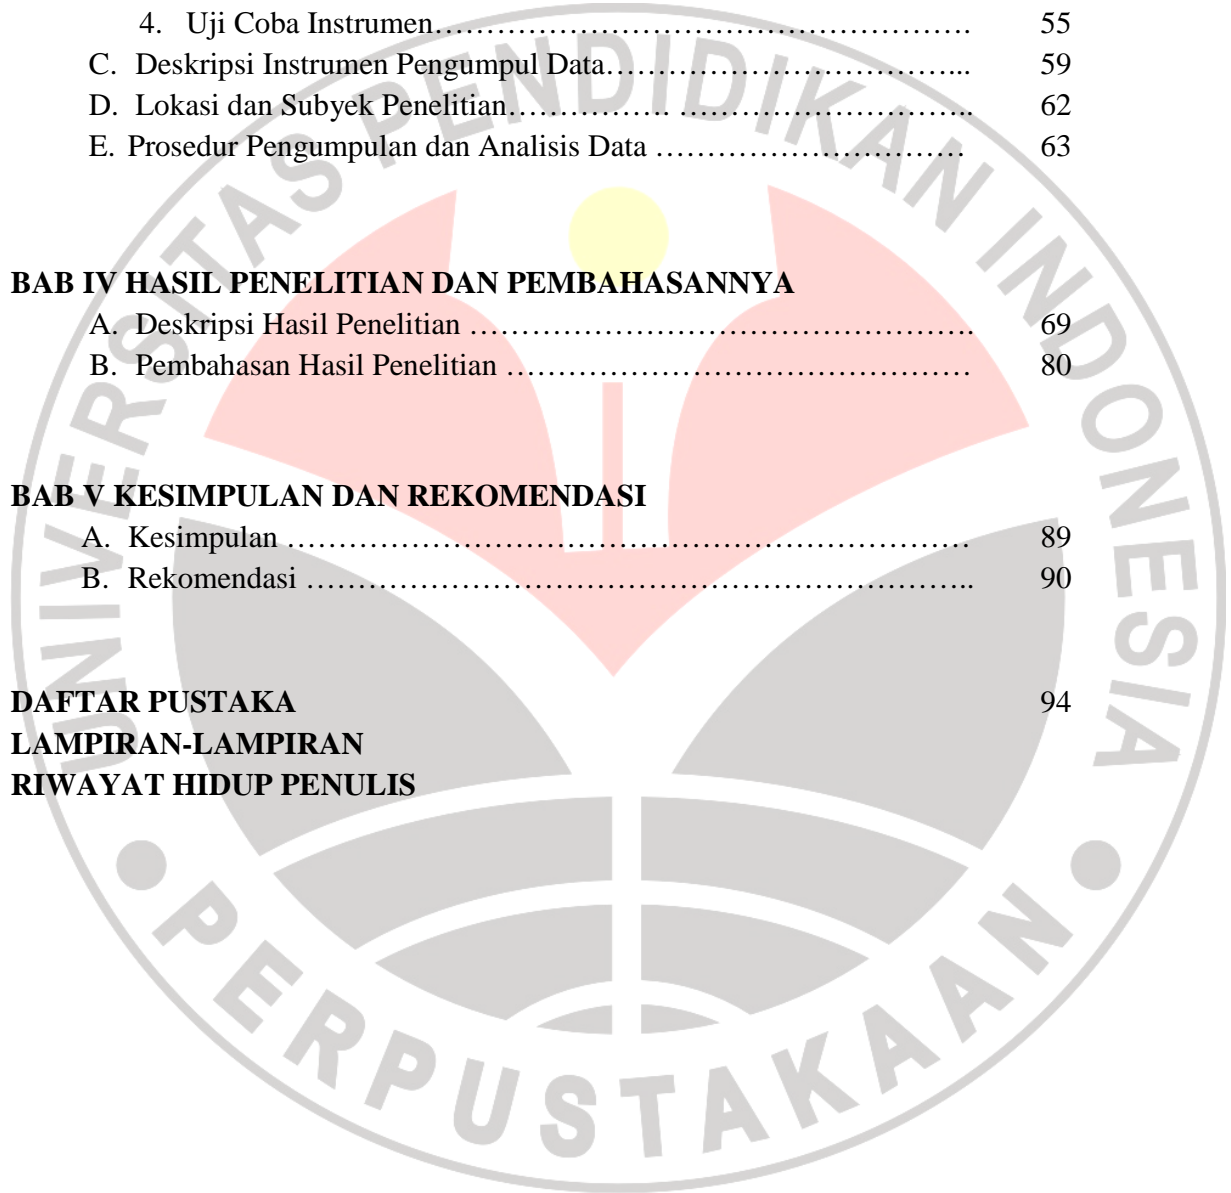 4. Uji Coba Instrumen……………………………………………. 55
C. Deskripsi Instrumen Pengumpul Data……………………………... 59
D. Lokasi dan Subyek Penelitian……………. ……………………….. 62
E. Prosedur Pengumpulan dan Analisis Data ………………………… 63
BAB IV HASIL PENELITIAN DAN PEMBAHASANNYA
A. Deskripsi Hasil Penelitian …………………………………………. 69
B. Pembahasan Hasil Penelitian ……………………………………… 80
BAB V KESIMPULAN DAN REKOMENDASI
A. Kesimpulan ………………………………………………………… 89
B. Rekomendasi ……………………………………………………….. 90
DAFTAR PUSTAKA 94
LAMPIRAN-LAMPIRAN
RIWAYAT HIDUP PENULIS
UNIVERSITAS PENDIDIKAN INDONESIA
PERPUSTAKAAN